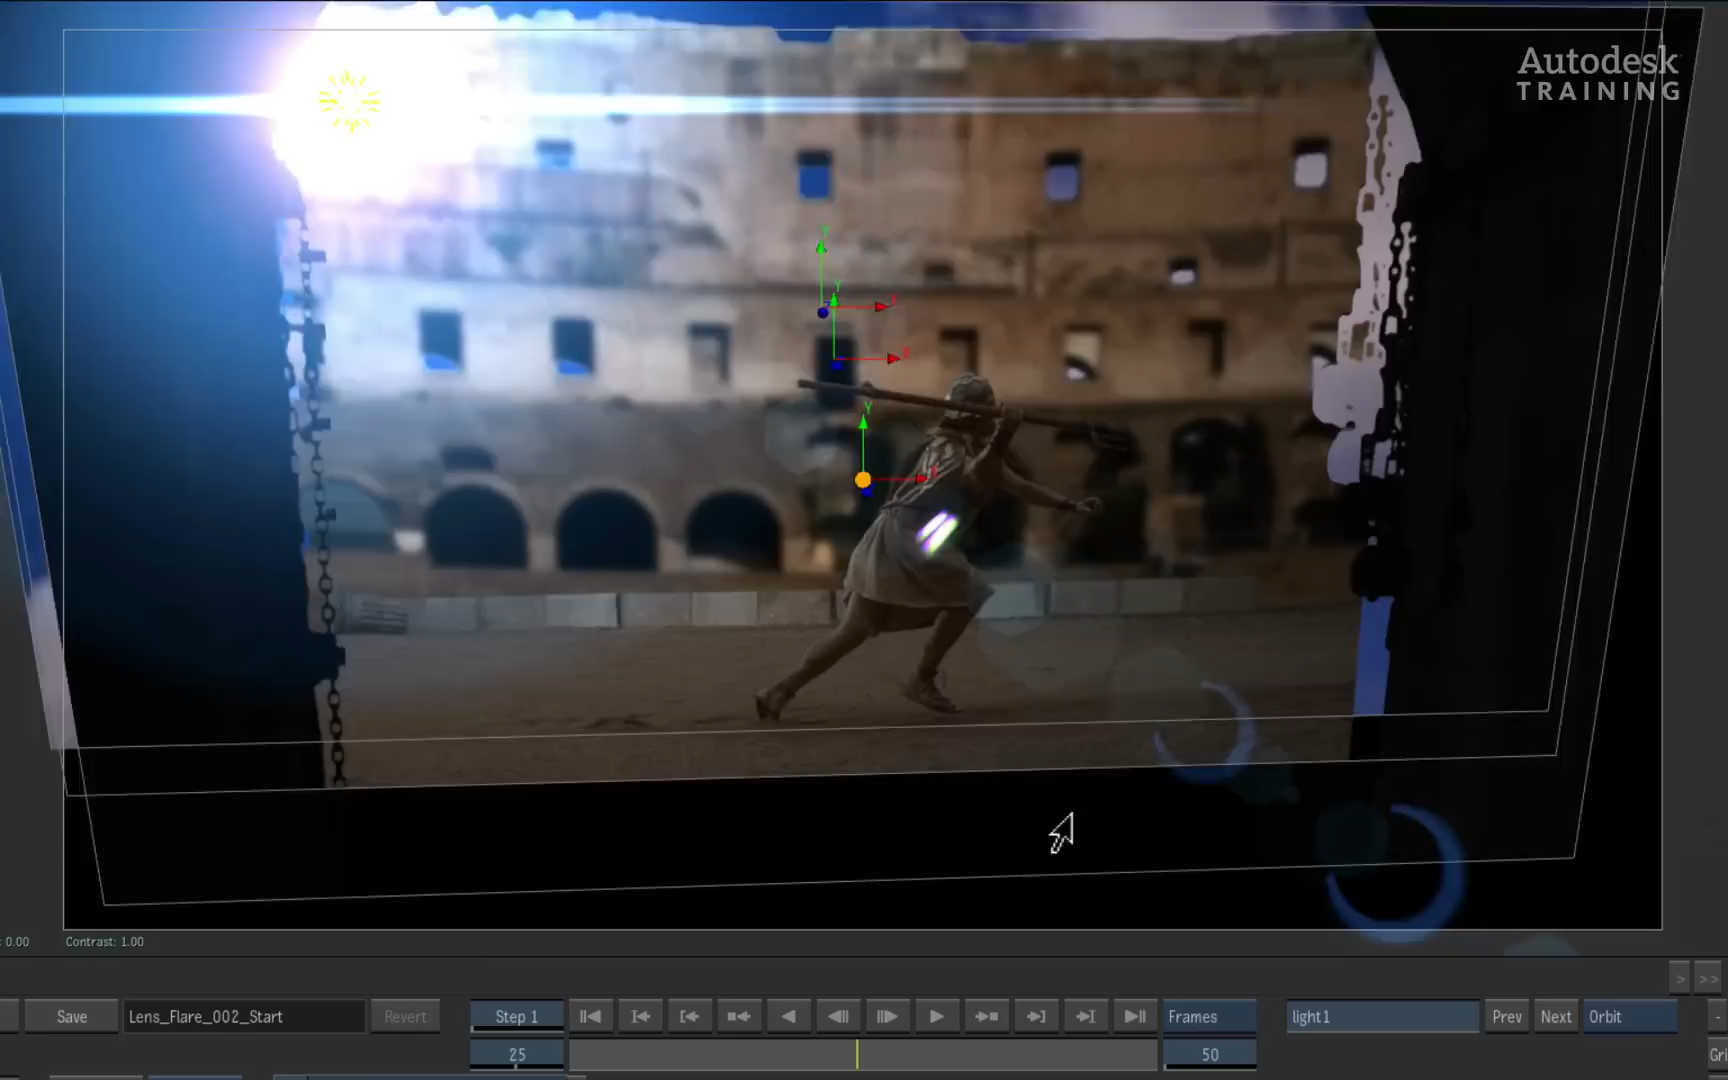 Autodesk
TRAINING
: 0.00 Contrast: 1.00
> >>
Save Lens_Flare_002_Start Revert Step 1 Frames light1 Prev Next Orbit -
25 50 Gri